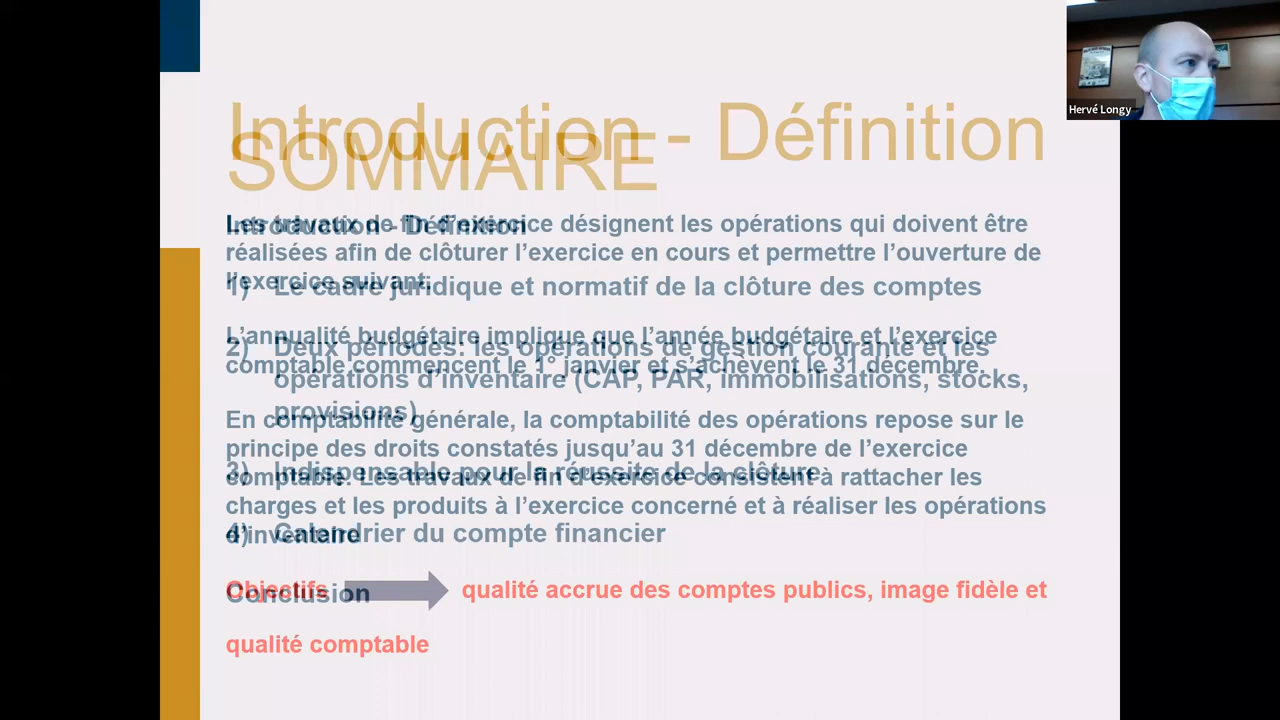 Introduction - Définition
Les travaux de fin d'exercice désignent les opérations qui doivent être
réalisées afin de clôturer l'exercice en cours et permettre l'ouverture de
l'exercice suivant.
L'annualité budgétaire implique que l'année budgétaire et l'exercice
comptable commencent le 1° janvier et s'achèvent le 31 décembre.
En comptabilité générale, la comptabilité des opérations repose sur le
principe des droits constatés jusqu'au 31 décembre de l'exercice
comptable. Les travaux de fin d'exercice consistent à rattacher les
charges et les produits à l'exercice concerné et à réaliser les opérations
d'inventaire
Objectifs qualité accrue des comptes publics, image fidèle et
qualité comptable
SOMMAIRE
Introduction - Définition
1) Le cadre juridique et normatif de la clôture des comptes
2) Deux périodes: les opérations de gestion courante et les
opérations d'inventaire (CAP, PAR, immobilisations, stocks,
provisions)
3) Indispensable pour la réussite de la clôture
4) Calendrier du compte financier
Conclusion
Hervé Longy